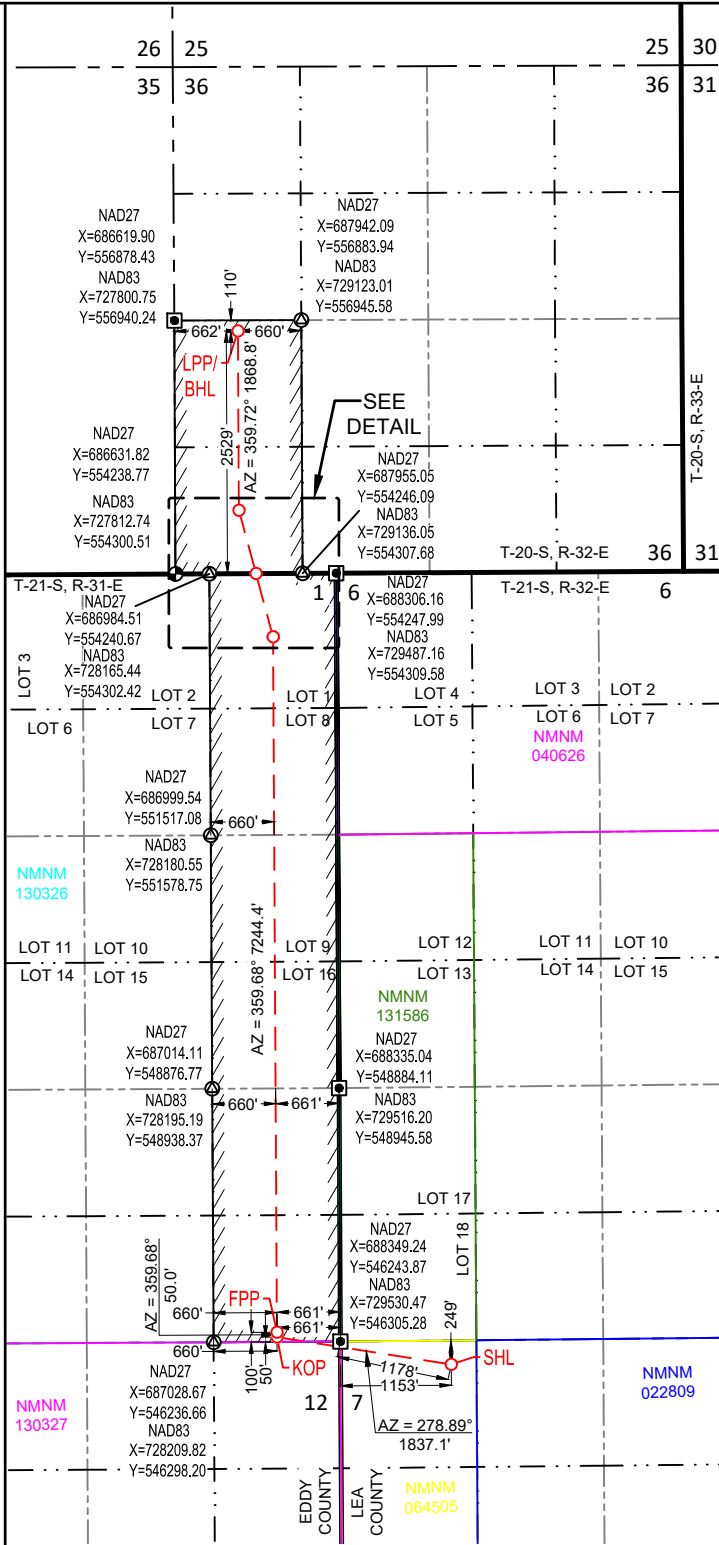 26 25
25 30
35 36
36 31
T-20-S, R-33-E
NAD27
X=686619.90
Y=556878.43
NAD83
X=727800.75
Y=556940.24
NAD27
X=687942.09
Y=556883.94
NAD83
X=729123.01
Y=556945.58
110'
662'
660'
LPP/
BHL
2529'
AZ = 359.72° 1868.8'
SEE
DETAIL
NAD27
X=686631.82
Y=554238.77
NAD83
X=727812.74
Y=554300.51
NAD27
X=687955.05
Y=554246.09
NAD83
X=729136.05
Y=554307.68
T-20-S, R-32-E
36 31
T-21-S, R-31-E
1 6
T-21-S, R-32-E
6
NAD27
X=686984.51
Y=554240.67
NAD83
X=728165.44
Y=554302.42
NAD27
X=688306.16
Y=554247.99
NAD83
X=729487.16
Y=554309.58
LOT 3
LOT 2
LOT 1
LOT 4
LOT 3
LOT 2
LOT 6
LOT 7
LOT 8
LOT 5
LOT 6
LOT 7
NMNM
040626
NAD27
X=686999.54
Y=551517.08
NAD83
X=728180.55
Y=551578.75
660'
NMNM
130326
AZ = 359.68° 7244.4'
LOT 11
LOT 10
LOT 9
LOT 12
LOT 11
LOT 10
LOT 14
LOT 15
LOT 16
LOT 13
LOT 14
LOT 15
NMNM
131586
NAD27
X=687014.11
Y=548876.77
NAD83
X=728195.19
Y=548938.37
NAD27
X=688335.04
Y=548884.11
NAD83
X=729516.20
Y=548945.58
660'
661'
LOT 17
LOT 18
NAD27
X=688349.24
Y=546243.87
NAD83
X=729530.47
Y=546305.28
AZ = 359.68°
50.0'
FPP
660'
661'
661'
660'
100'
50'
KOP
249'
SHL
1178'
1153'
AZ = 278.89°
1837.1'
12 7
NAD27
X=687028.67
Y=546236.66
NAD83
X=728209.82
Y=546298.20
NMNM
130327
NMNM
022809
NMNM
064505
EDDY
COUNTY
LEA
COUNTY